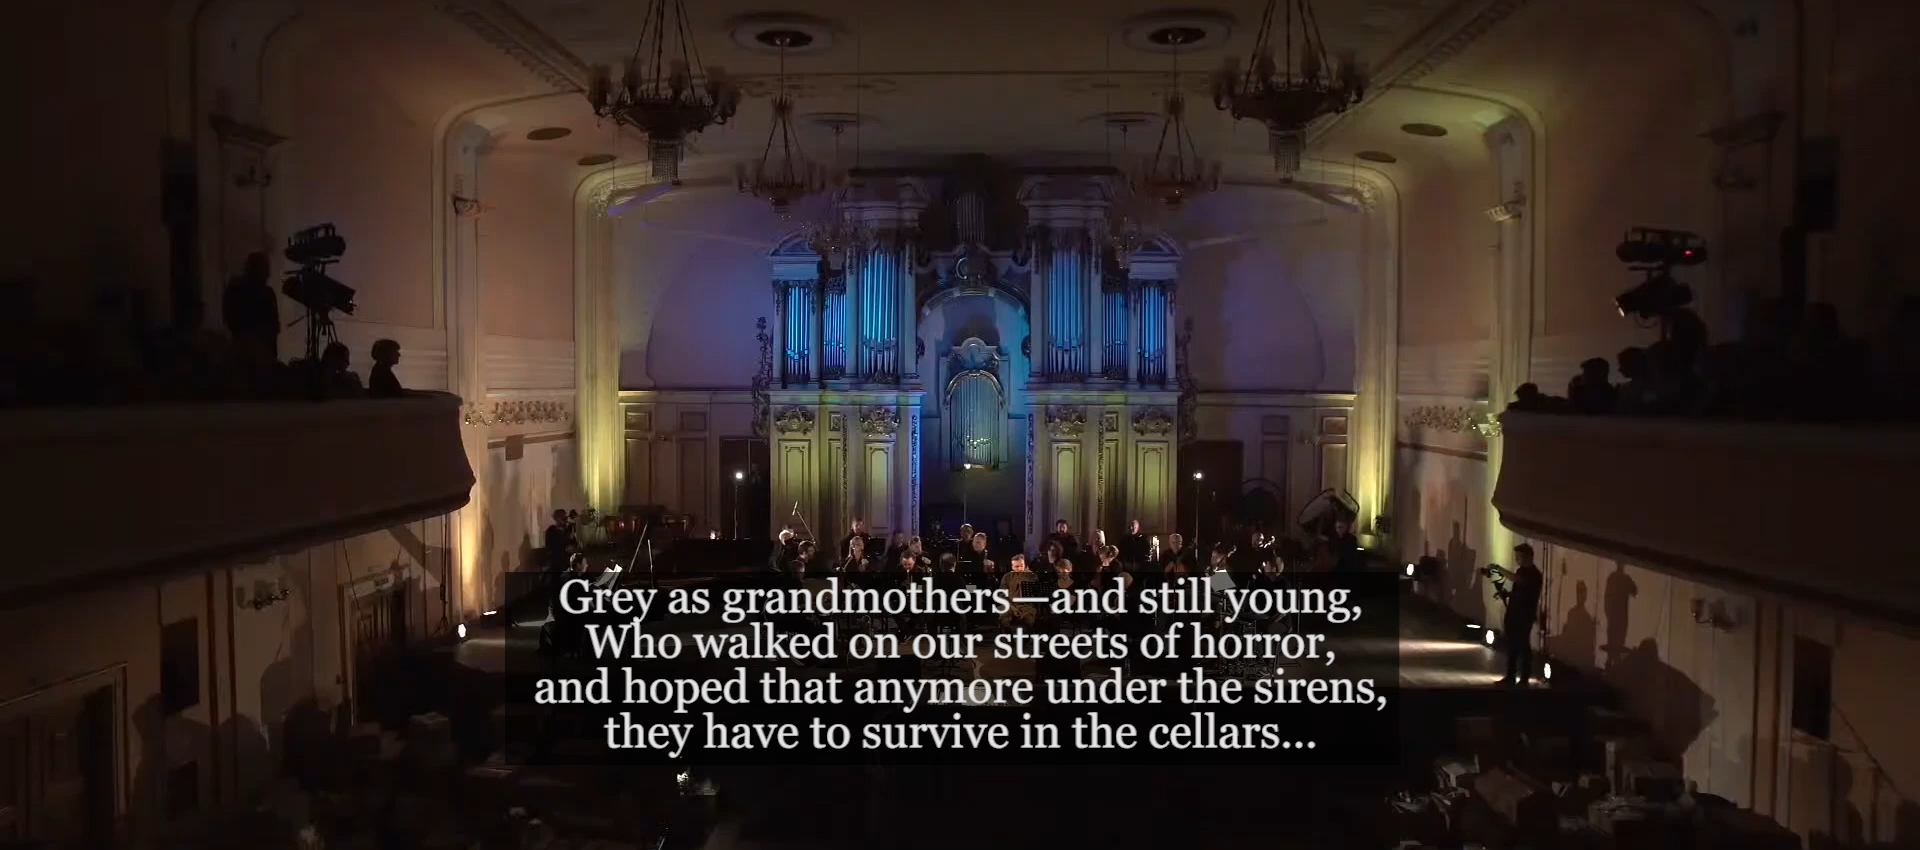 Grey as grandmothers—and still young,
Who walked on our streets of horror,
and hoped that anymore under the sirens,
they have to survive in the cellars...